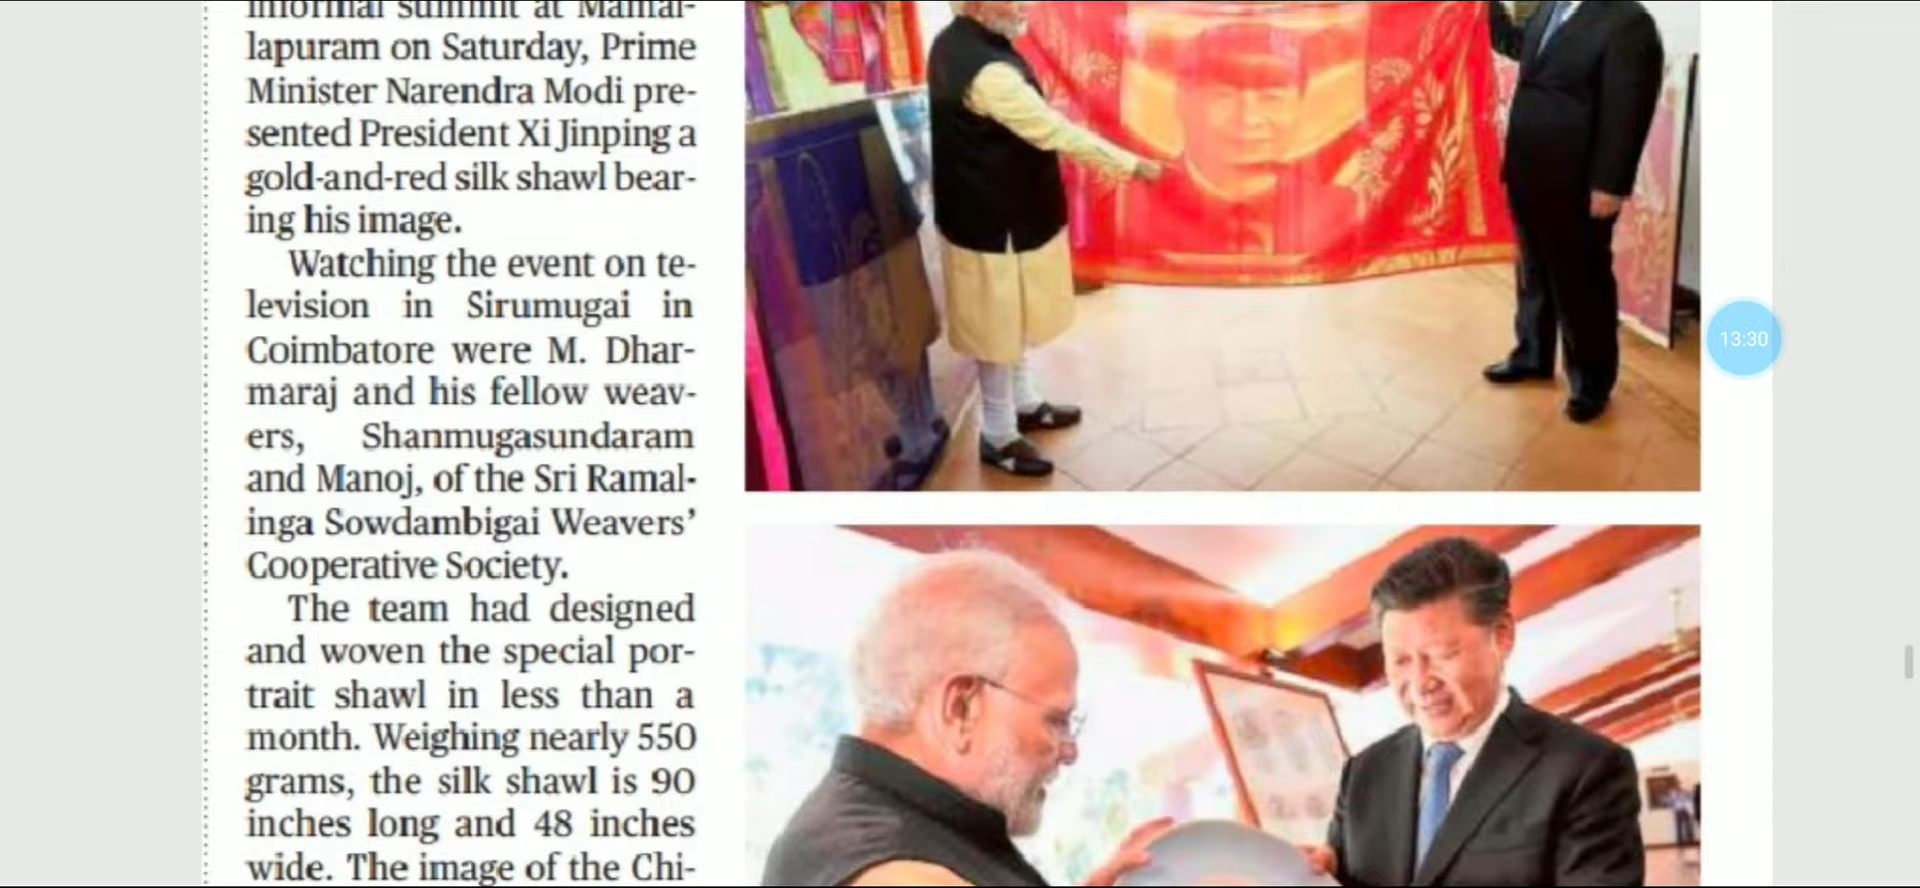 informal summit at Mamal-
lapuram on Saturday, Prime
Minister Narendra Modi pre-
sented President Xi Jinping a
gold-and-red silk shawl bear-
ing his image.
Watching the event on te-
levision in Sirumugai in
Coimbatore were M. Dhar-
maraj and his fellow weav-
ers, Shanmugasundaram
and Manoj, of the Sri Ramal-
inga Sowdambigai Weavers’
Cooperative Society.
The team had designed
and woven the special por-
trait shawl in less than a
month. Weighing nearly 550
grams, the silk shawl is 90
inches long and 48 inches
wide. The image of the Chi-
13:30